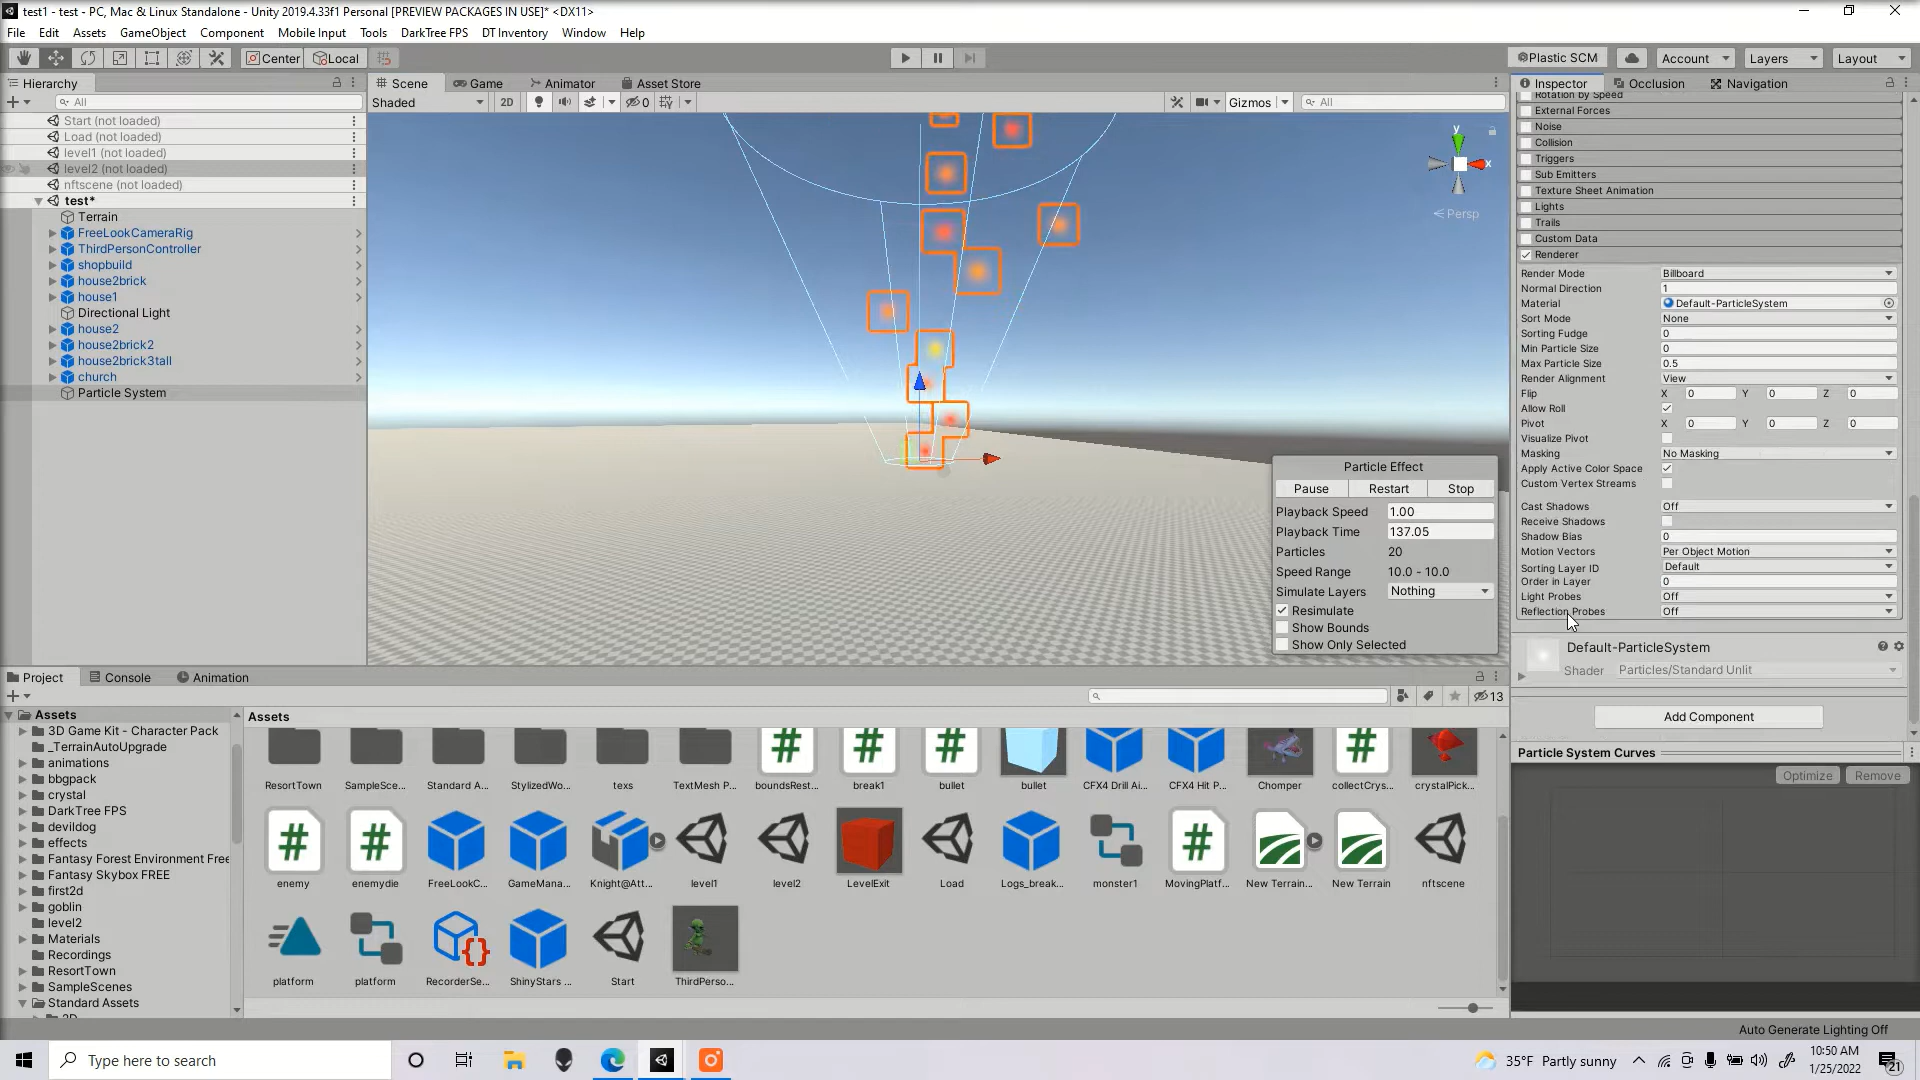 test1 - test - PC, Mac & Linux Standalone - Unity 2019.4.33f1 Personal [PREVIEW PACKAGES IN USE]* <DX11>
File Edit Assets GameObject Component Mobile Input Tools DarkTree FPS DT Inventory Window Help
Center Local Plastic SCM Account Layers Layout
Hierarchy
All
Start (not loaded)
Load (not loaded)
level1 (not loaded)
level2 (not loaded)
nftscene (not loaded)
test*
Terrain
FreeLookCameraRig
ThirdPersonController
shopbuild
house2brick
house1
Directional Light
house2
house2brick2
house2brick3tall
church
Particle System
Scene Game Animator Asset Store
Shaded 2D 0 Gizmos All
y
x
Persp
Particle Effect
Pause Restart Stop
Playback Speed 1.00
Playback Time 137.05
Particles 20
Speed Range 10.0 - 10.0
Simulate Layers Nothing
Resimulate
Show Bounds
Show Only Selected
Inspector Occlusion Navigation
Rotation by Speed
External Forces
Noise
Collision
Triggers
Sub Emitters
Texture Sheet Animation
Lights
Trails
Custom Data
Renderer
Render Mode Billboard
Normal Direction 1
Material Default-ParticleSystem
Sort Mode None
Sorting Fudge 0
Min Particle Size 0
Max Particle Size 0.5
Render Alignment View
Flip X 0 Y 0 Z 0
Allow Roll
Pivot X 0 Y 0 Z 0
Visualize Pivot
Masking No Masking
Apply Active Color Space
Custom Vertex Streams
Cast Shadows Off
Receive Shadows
Shadow Bias 0
Motion Vectors Per Object Motion
Sorting Layer ID Default
Order in Layer 0
Light Probes Off
Reflection Probes Off
Default-ParticleSystem
Shader Particles/Standard Unlit
Add Component
Particle System Curves
Optimize Remove
Project Console Animation
13
Assets
3D Game Kit - Character Pack
_TerrainAutoUpgrade
animations
bbgpack
crystal
DarkTree FPS
devildog
effects
Fantasy Forest Environment Free
Fantasy Skybox FREE
first2d
goblin
level2
Materials
Recordings
ResortTown
SampleScenes
Standard Assets
2D
Assets
ResortTown SampleSce... Standard A... StylizedWo... texs TextMesh P... boundsRest... break1 bullet bullet CFX4 Drill Ai... CFX4 Hit P... Chomper collectCrys... crystalPick...
enemy enemydie FreeLookC... GameMana... Knight@Att... level1 level2 LevelExit Load Logs_break... monster1 MovingPlatf... New Terrain... New Terrain nftscene
platform platform RecorderSe... ShinyStars ... Start ThirdPerso...
Auto Generate Lighting Off
Type here to search
35°F Partly sunny
10:50 AM
1/25/2022
21